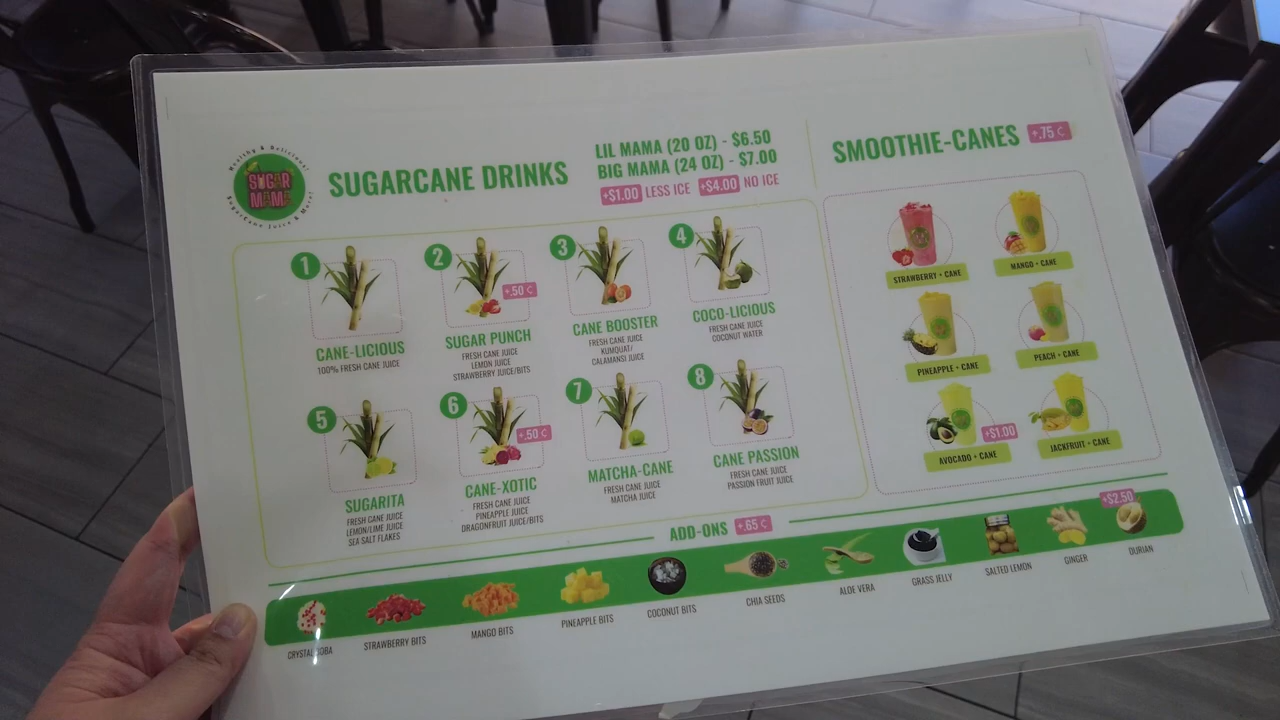 Healthy & Delicious!
SUGAR
MAMA
SugarCane Juice & More!
SUGARCANE DRINKS
LIL MAMA (20 OZ) - $6.50
BIG MAMA (24 OZ) - $7.00
+$1.00 LESS ICE +$4.00 NO ICE
1
CANE-LICIOUS
100% FRESH CANE JUICE
2
+.50 ¢
SUGAR PUNCH
FRESH CANE JUICE
LEMON JUICE
STRAWBERRY JUICE/BITS
3
CANE BOOSTER
FRESH CANE JUICE
KUMQUAT/
CALAMANSI JUICE
4
COCO-LICIOUS
FRESH CANE JUICE
COCONUT WATER
5
SUGARITA
FRESH CANE JUICE
LEMON/LIME JUICE
SEA SALT FLAKES
6
+.50 ¢
CANE-XOTIC
FRESH CANE JUICE
PINEAPPLE JUICE
DRAGONFRUIT JUICE/BITS
7
MATCHA-CANE
FRESH CANE JUICE
MATCHA JUICE
8
CANE PASSION
FRESH CANE JUICE
PASSION FRUIT JUICE
SMOOTHIE-CANES +.75 ¢
STRAWBERRY + CANE
MANGO + CANE
PINEAPPLE + CANE
PEACH + CANE
+$1.00
AVOCADO + CANE
JACKFRUIT + CANE
ADD-ONS +.65 ¢
CRYSTAL BOBA
STRAWBERRY BITS
MANGO BITS
PINEAPPLE BITS
COCONUT BITS
CHIA SEEDS
ALOE VERA
GRASS JELLY
SALTED LEMON
GINGER
+$2.50
DURIAN